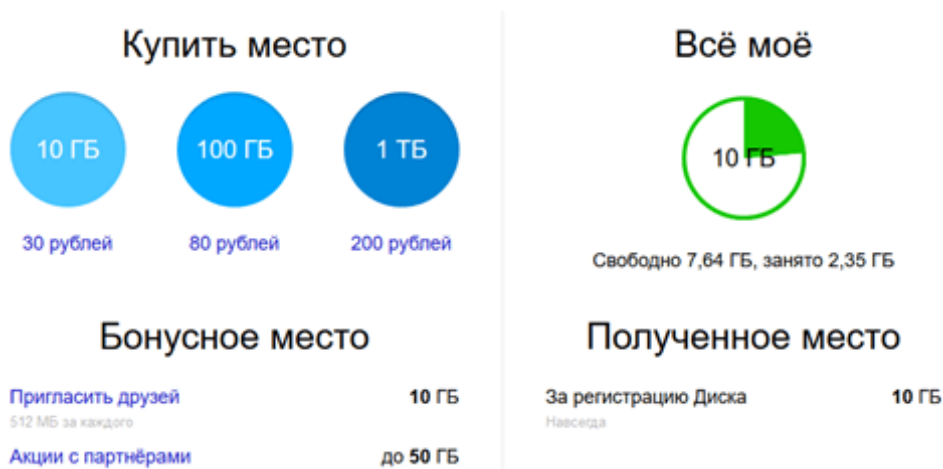 Купить место
10 ГБ 100 ГБ 1 ТБ
30 рублей 80 рублей 200 рублей
Бонусное место
Пригласить друзей 10 ГБ
512 МБ за каждого
Акции с партнёрами до 50 ГБ
Всё моё
10 ГБ
Свободно 7,64 ГБ, занято 2,35 ГБ
Полученное место
За регистрацию Диска 10 ГБ
Навсегда